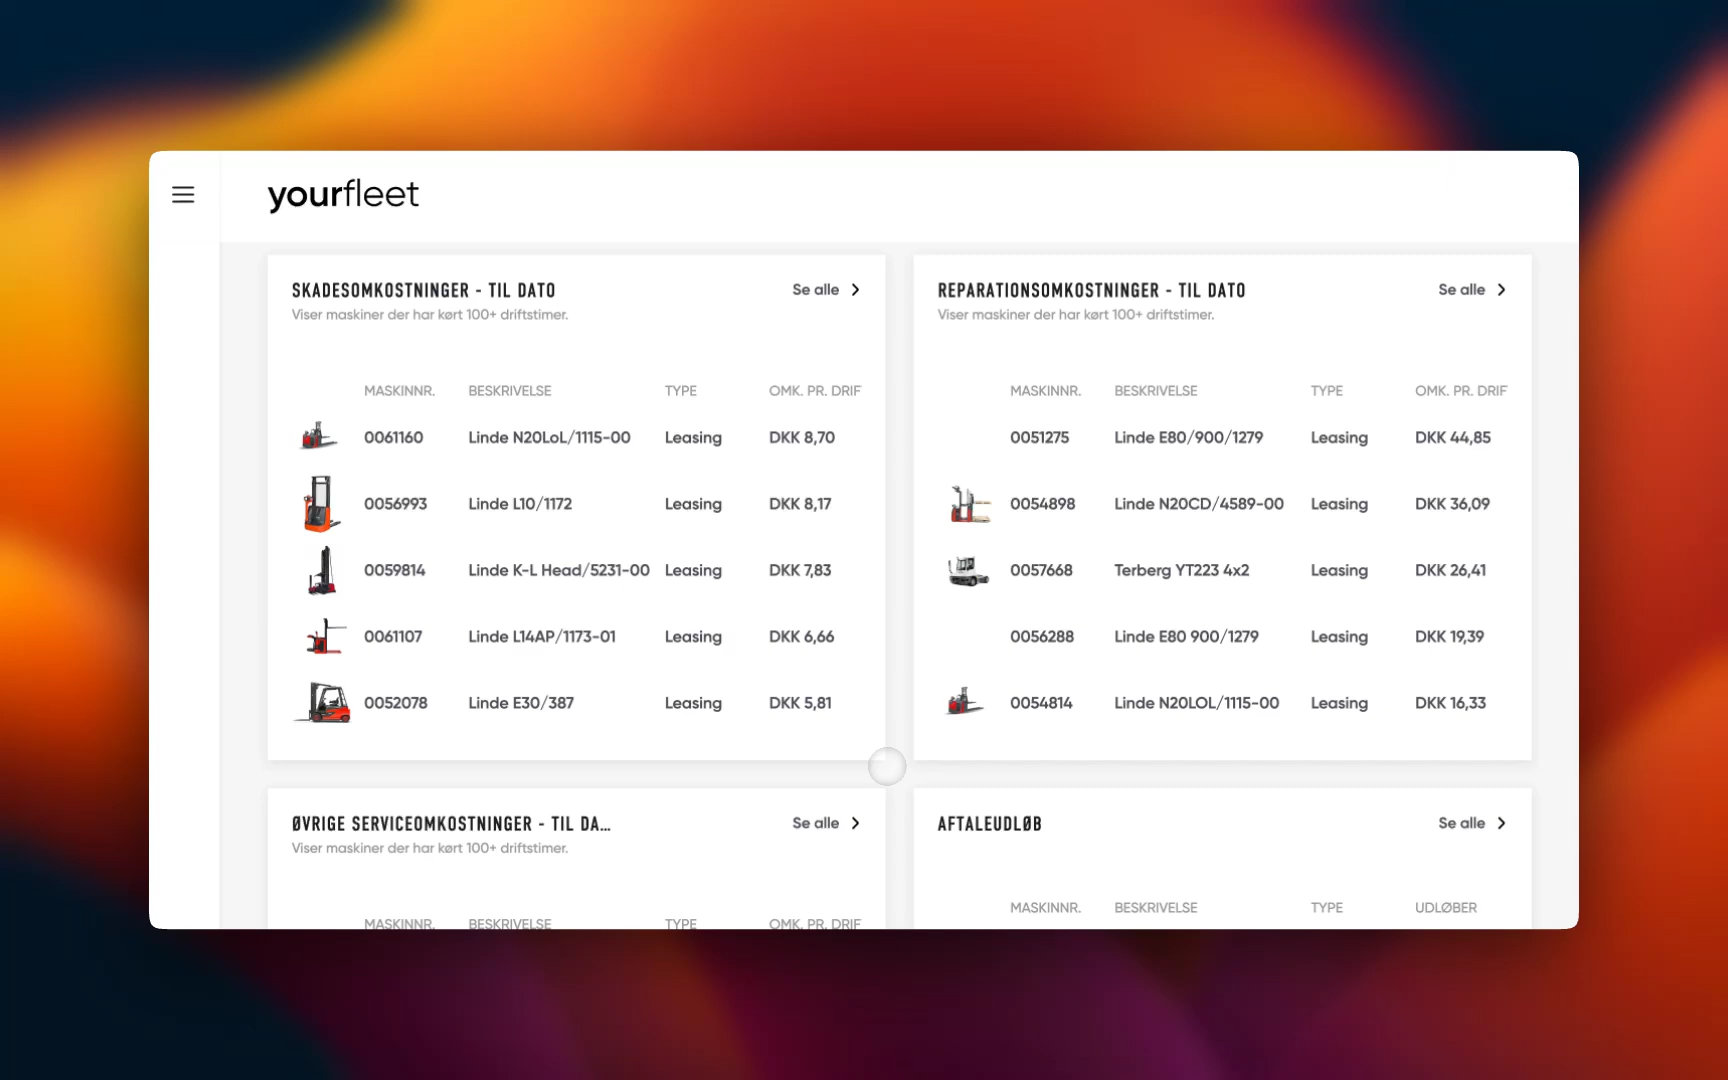 yourfleet
SKADESOMKOSTNINGER - TIL DATO
Se alle
Viser maskiner der har kørt 100+ driftstimer.
MASKINNR. BESKRIVELSE TYPE OMK. PR. DRIF
0061160 Linde N20LoL/1115-00 Leasing DKK 8,70
0056993 Linde L10/1172 Leasing DKK 8,17
0059814 Linde K-L Head/5231-00 Leasing DKK 7,83
0061107 Linde L14AP/1173-01 Leasing DKK 6,66
0052078 Linde E30/387 Leasing DKK 5,81
REPARATIONSOMKOSTNINGER - TIL DATO
Se alle
Viser maskiner der har kørt 100+ driftstimer.
MASKINNR. BESKRIVELSE TYPE OMK. PR. DRIF
0051275 Linde E80/900/1279 Leasing DKK 44,85
0054898 Linde N20CD/4589-00 Leasing DKK 36,09
0057668 Terberg YT223 4x2 Leasing DKK 26,41
0056288 Linde E80 900/1279 Leasing DKK 19,39
0054814 Linde N20LOL/1115-00 Leasing DKK 16,33
ØVRIGE SERVICEOMKOSTNINGER - TIL DA...
Se alle
Viser maskiner der har kørt 100+ driftstimer.
MASKINNR. BESKRIVELSE TYPE OMK. PR. DRIF
AFTALEUDLØB
Se alle
MASKINNR. BESKRIVELSE TYPE UDLØBER